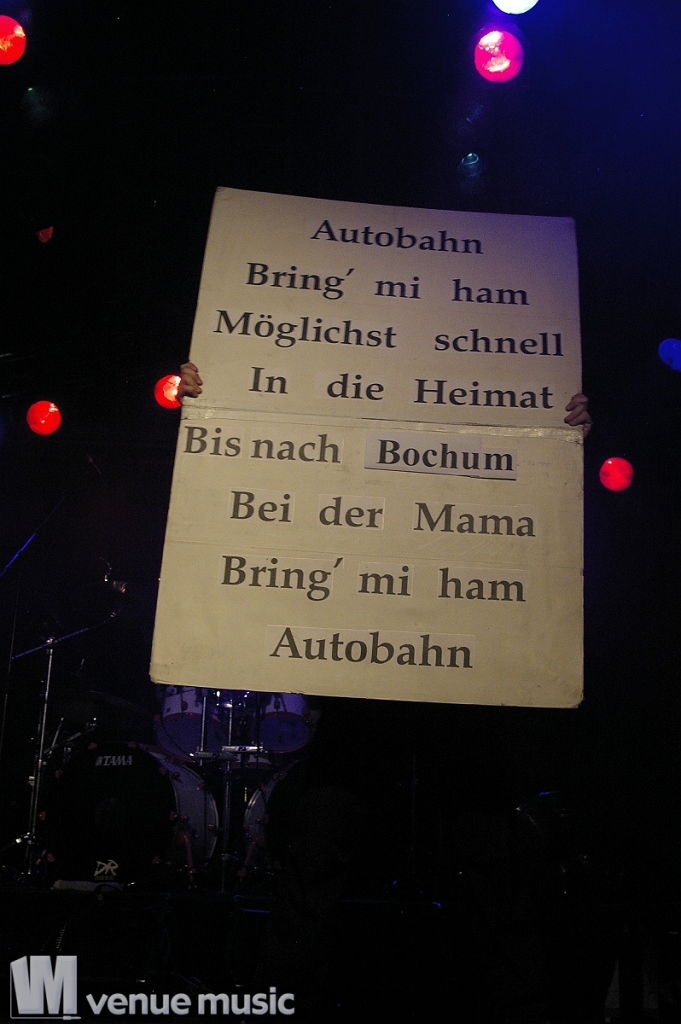 Autobahn
Bring´ mi ham
Möglichst schnell
In die Heimat
Bis nach Bochum
Bei der Mama
Bring´ mi ham
Autobahn
TAMA
DR
venue music